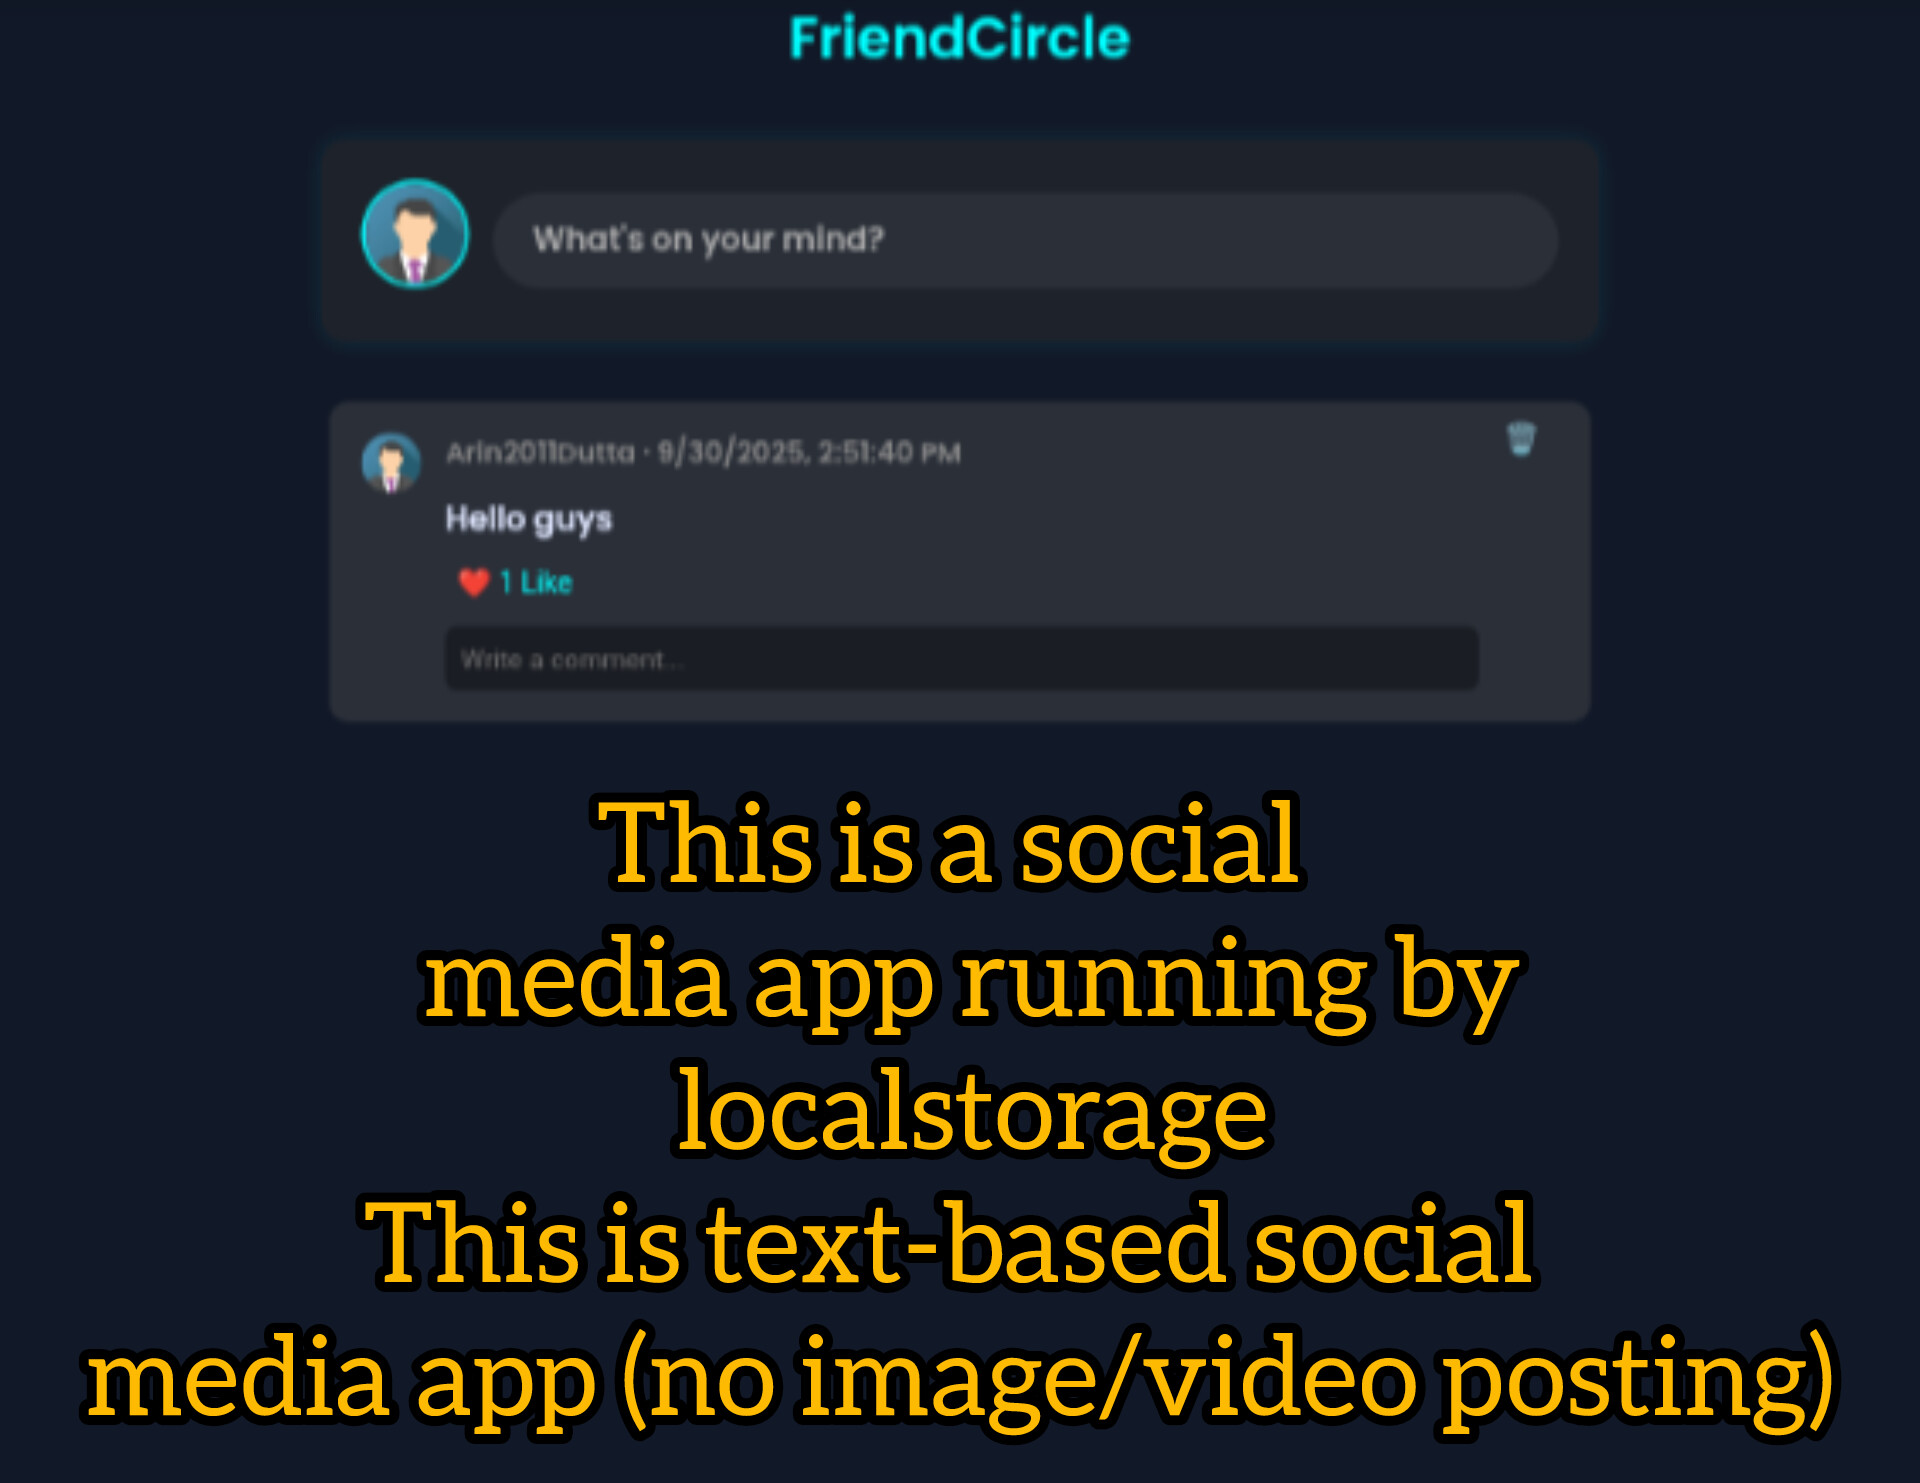 FriendCircle
What's on your mind?
Arin2011Dutta · 9/30/2025, 2:51:40 PM
Hello guys
1 Like
Write a comment...
This is a social
media app running by
localstorage
This is text-based social
media app (no image/video posting)